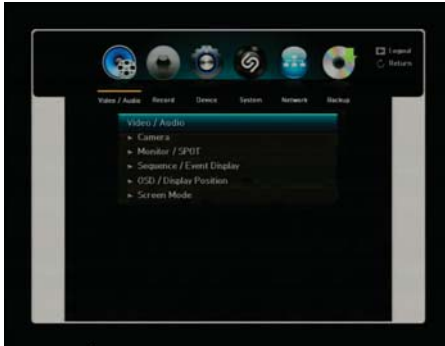 Legend
Return
Video / Audio Record Device System Network Backup
Video / Audio
► Camera
► Monitor / SPOT
► Sequence / Event Display
► OSD / Display Position
► Screen Mode